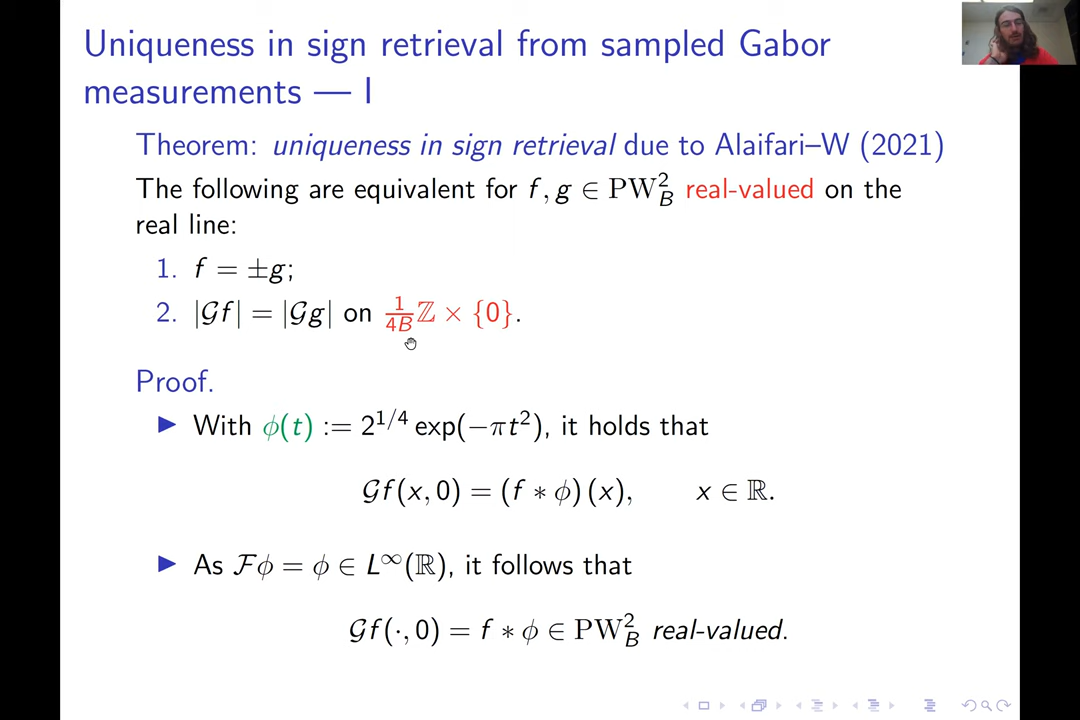 Uniqueness in sign retrieval from sampled Gabor
measurements — I
Theorem: uniqueness in sign retrieval due to Alaifari–W (2021)
The following are equivalent for f, g ∈ PW²_B real-valued on the
real line:
1. f = ±g;
2. |𝒢f| = |𝒢g| on 1/4B ℤ × {0}.
Proof.
▶ With ϕ(t) := 2^{1/4} exp(−πt²), it holds that
𝒢f(x, 0) = (f ∗ ϕ) (x), x ∈ ℝ.
▶ As ℱϕ = ϕ ∈ L^∞(ℝ), it follows that
𝒢f(·, 0) = f ∗ ϕ ∈ PW²_B real-valued.